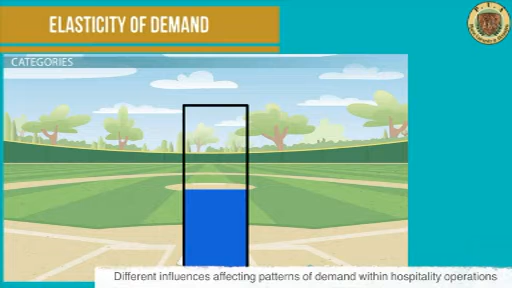 ELASTICITY OF DEMAND
P.I.I
CATEGORIES
Different influences affecting patterns of demand within hospitality operations